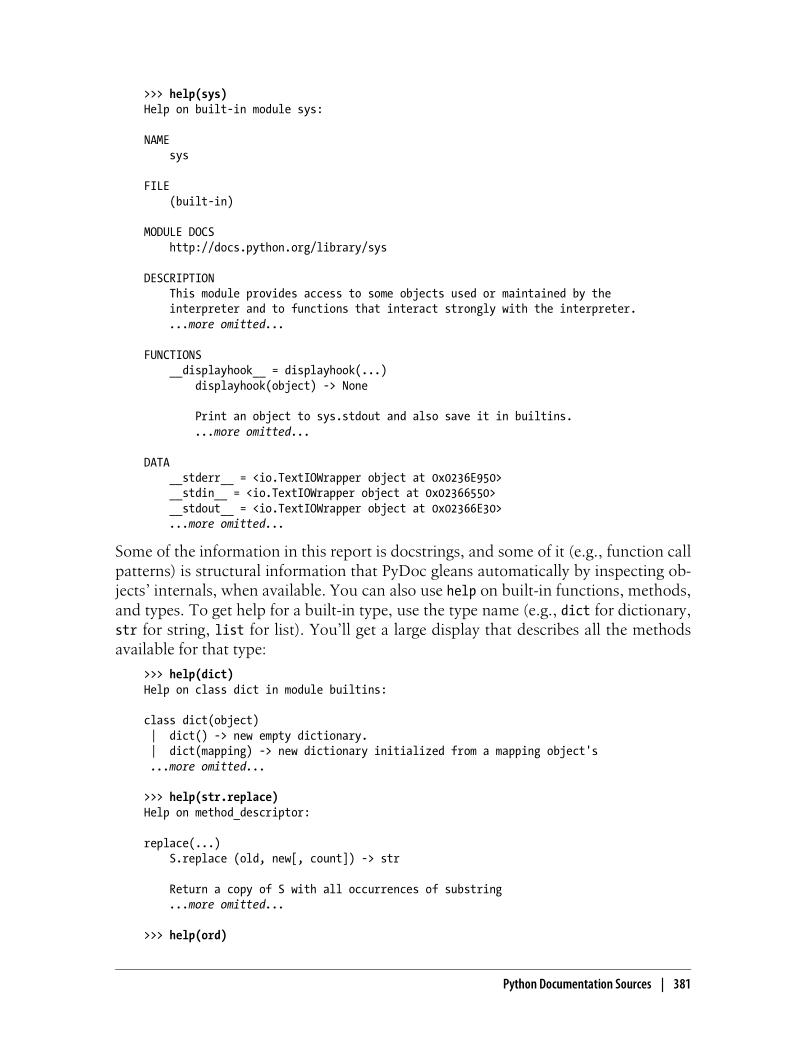 >>> help(sys)
Help on built-in module sys:

NAME
    sys

FILE
    (built-in)

MODULE DOCS
    http://docs.python.org/library/sys

DESCRIPTION
    This module provides access to some objects used or maintained by the
    interpreter and to functions that interact strongly with the interpreter.
    ...more omitted...

FUNCTIONS
    __displayhook__ = displayhook(...)
        displayhook(object) -> None

        Print an object to sys.stdout and also save it in builtins.
        ...more omitted...

DATA
    __stderr__ = <io.TextIOWrapper object at 0x0236E950>
    __stdin__ = <io.TextIOWrapper object at 0x02366550>
    __stdout__ = <io.TextIOWrapper object at 0x02366E30>
    ...more omitted...

Some of the information in this report is docstrings, and some of it (e.g., function call
patterns) is structural information that PyDoc gleans automatically by inspecting ob-
jects’ internals, when available. You can also use help on built-in functions, methods,
and types. To get help for a built-in type, use the type name (e.g., dict for dictionary,
str for string, list for list). You’ll get a large display that describes all the methods
available for that type:

>>> help(dict)
Help on class dict in module builtins:

class dict(object)
 |  dict() -> new empty dictionary.
 |  dict(mapping) -> new dictionary initialized from a mapping object's
 ...more omitted...

>>> help(str.replace)
Help on method_descriptor:

replace(...)
    S.replace (old, new[, count]) -> str

    Return a copy of S with all occurrences of substring
    ...more omitted...

>>> help(ord)

Python Documentation Sources | 381